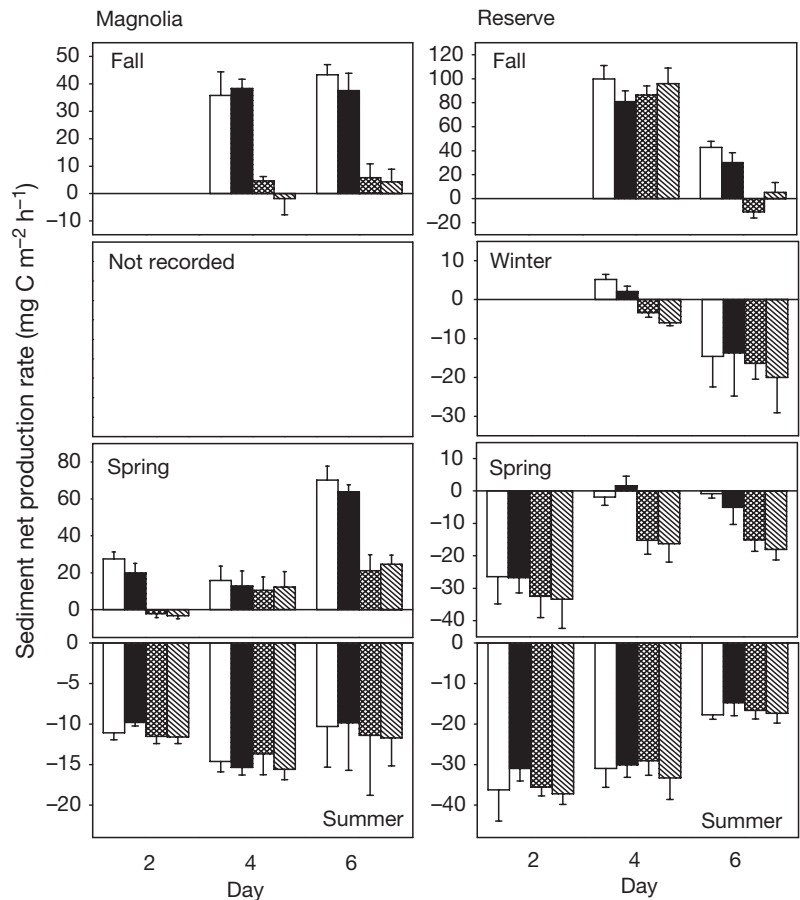 Magnolia
Reserve
Sediment net production rate (mg C m⁻² h⁻¹)
Fall
50
40
30
20
10
0
–10
Fall
120
100
80
60
40
20
0
–20
Not recorded
Winter
10
0
–10
–20
–30
Spring
80
60
40
20
0
Spring
10
0
–10
–20
–30
–40
0
–5
–10
–15
–20
Summer
0
–10
–20
–30
–40
Summer
2 4 6
Day
2 4 6
Day